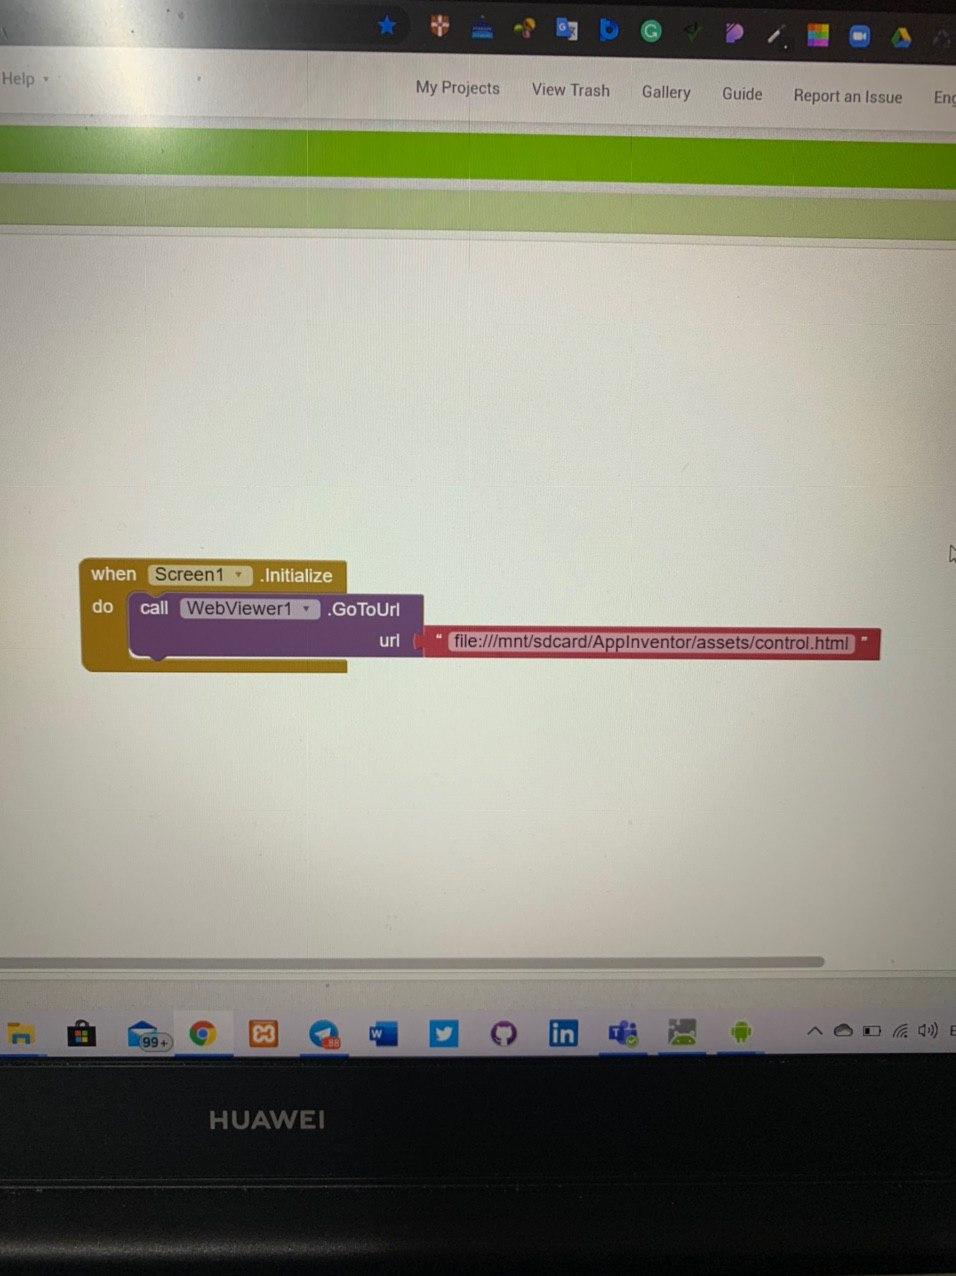 Help
My Projects View Trash Gallery Guide Report an Issue
when Screen1 .Initialize
do call WebViewer1 .GoToUrl
url " file:///mnt/sdcard/AppInventor/assets/control.html "
99+
88
HUAWEI